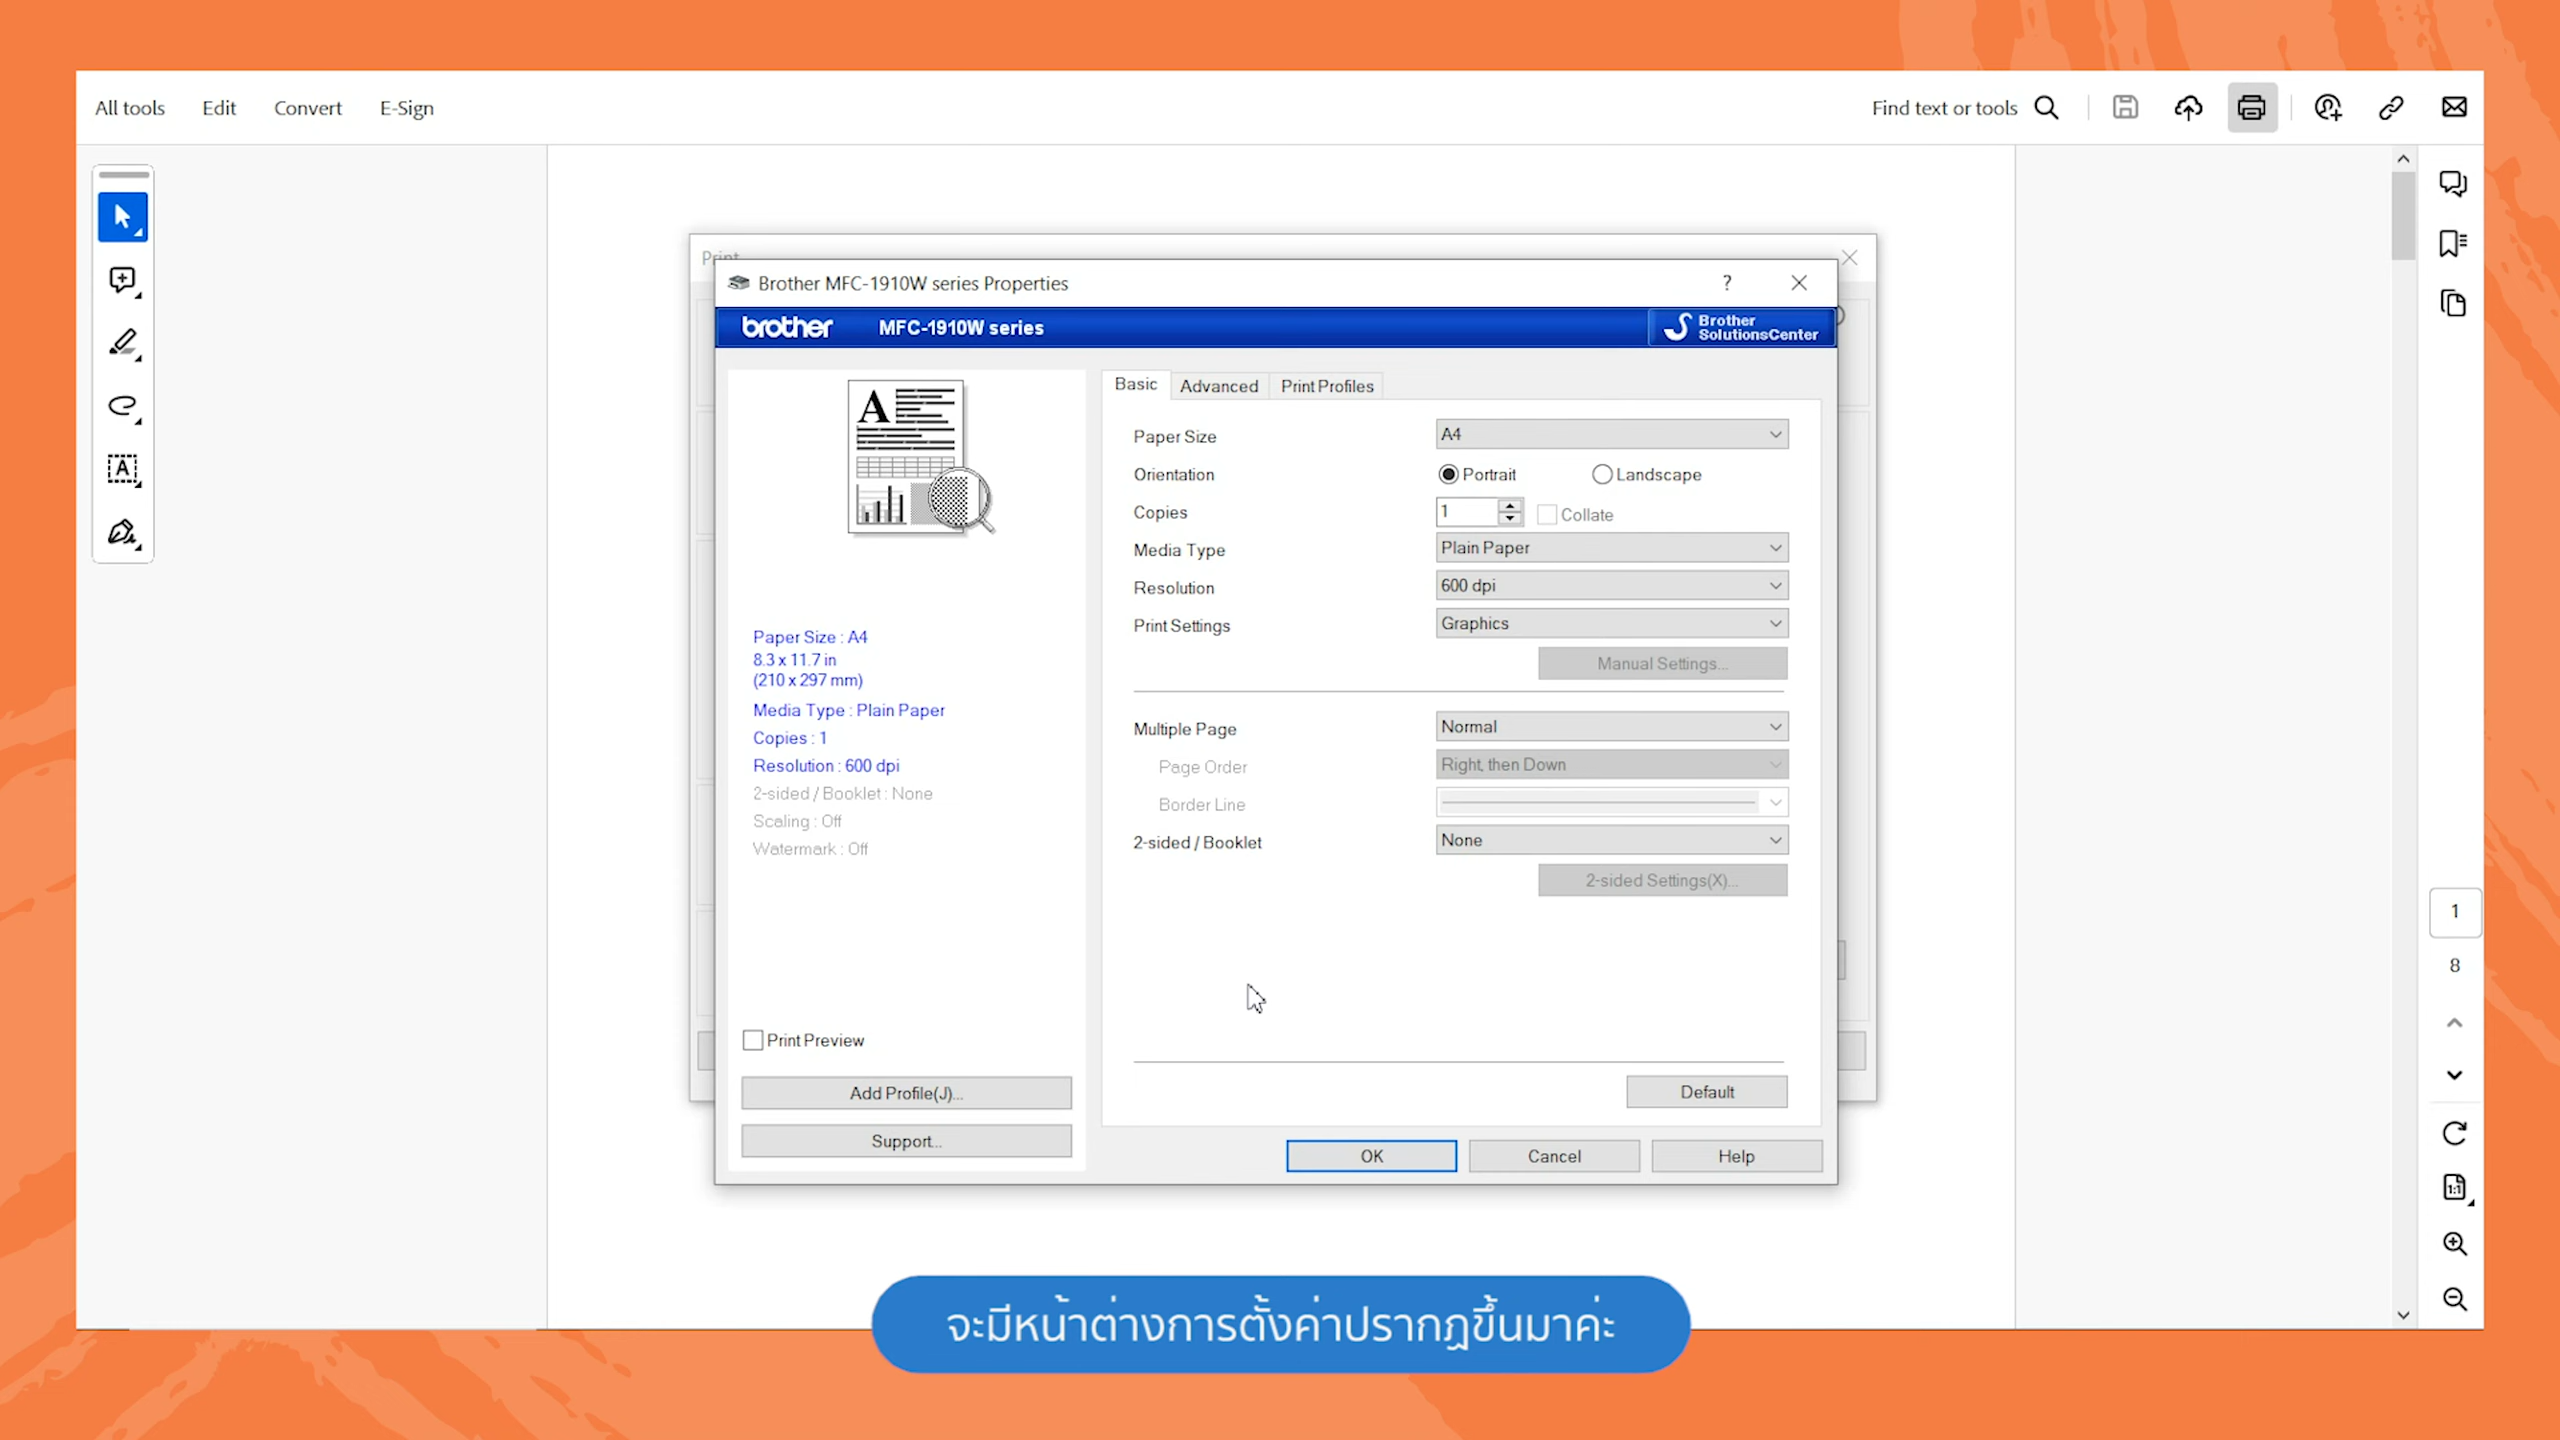 All tools Edit Convert E-Sign Find text or tools
Print
Brother MFC-1910W series Properties ?
brother MFC-1910W series Brother SolutionsCenter
A
Basic Advanced Print Profiles
Paper Size A4
Orientation Portrait Landscape
Copies 1 Collate
Media Type Plain Paper
Resolution 600 dpi
Print Settings Graphics
Manual Settings...
Multiple Page Normal
Page Order Right, then Down
Border Line
2-sided / Booklet None
2-sided Settings(X)...
Default
Paper Size : A4
8.3 x 11.7 in
(210 x 297 mm)
Media Type : Plain Paper
Copies : 1
Resolution : 600 dpi
2-sided / Booklet : None
Scaling : Off
Watermark : Off
Print Preview
Add Profile(J)...
Support...
OK Cancel Help
1
8
1:1
จะมีหน้าต่างการตั้งค่าปรากฏขึ้นมาค่ะ